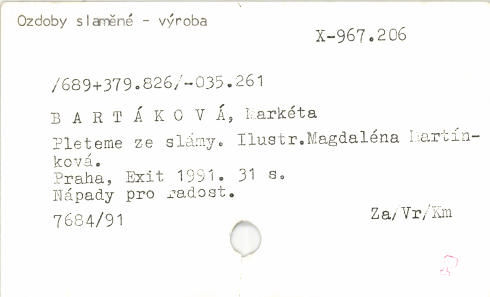 Ozdoby slaměné - výroba
X-967.206
/689+379.826/-035.261
B A R T Á K O V Á, Markéta
Pleteme ze slámy. Ilustr.Magdaléna Martín-
ková.
Praha, Exit 1991. 31 s.
Nápady pro radost.
7684/91
Za/Vr/Km